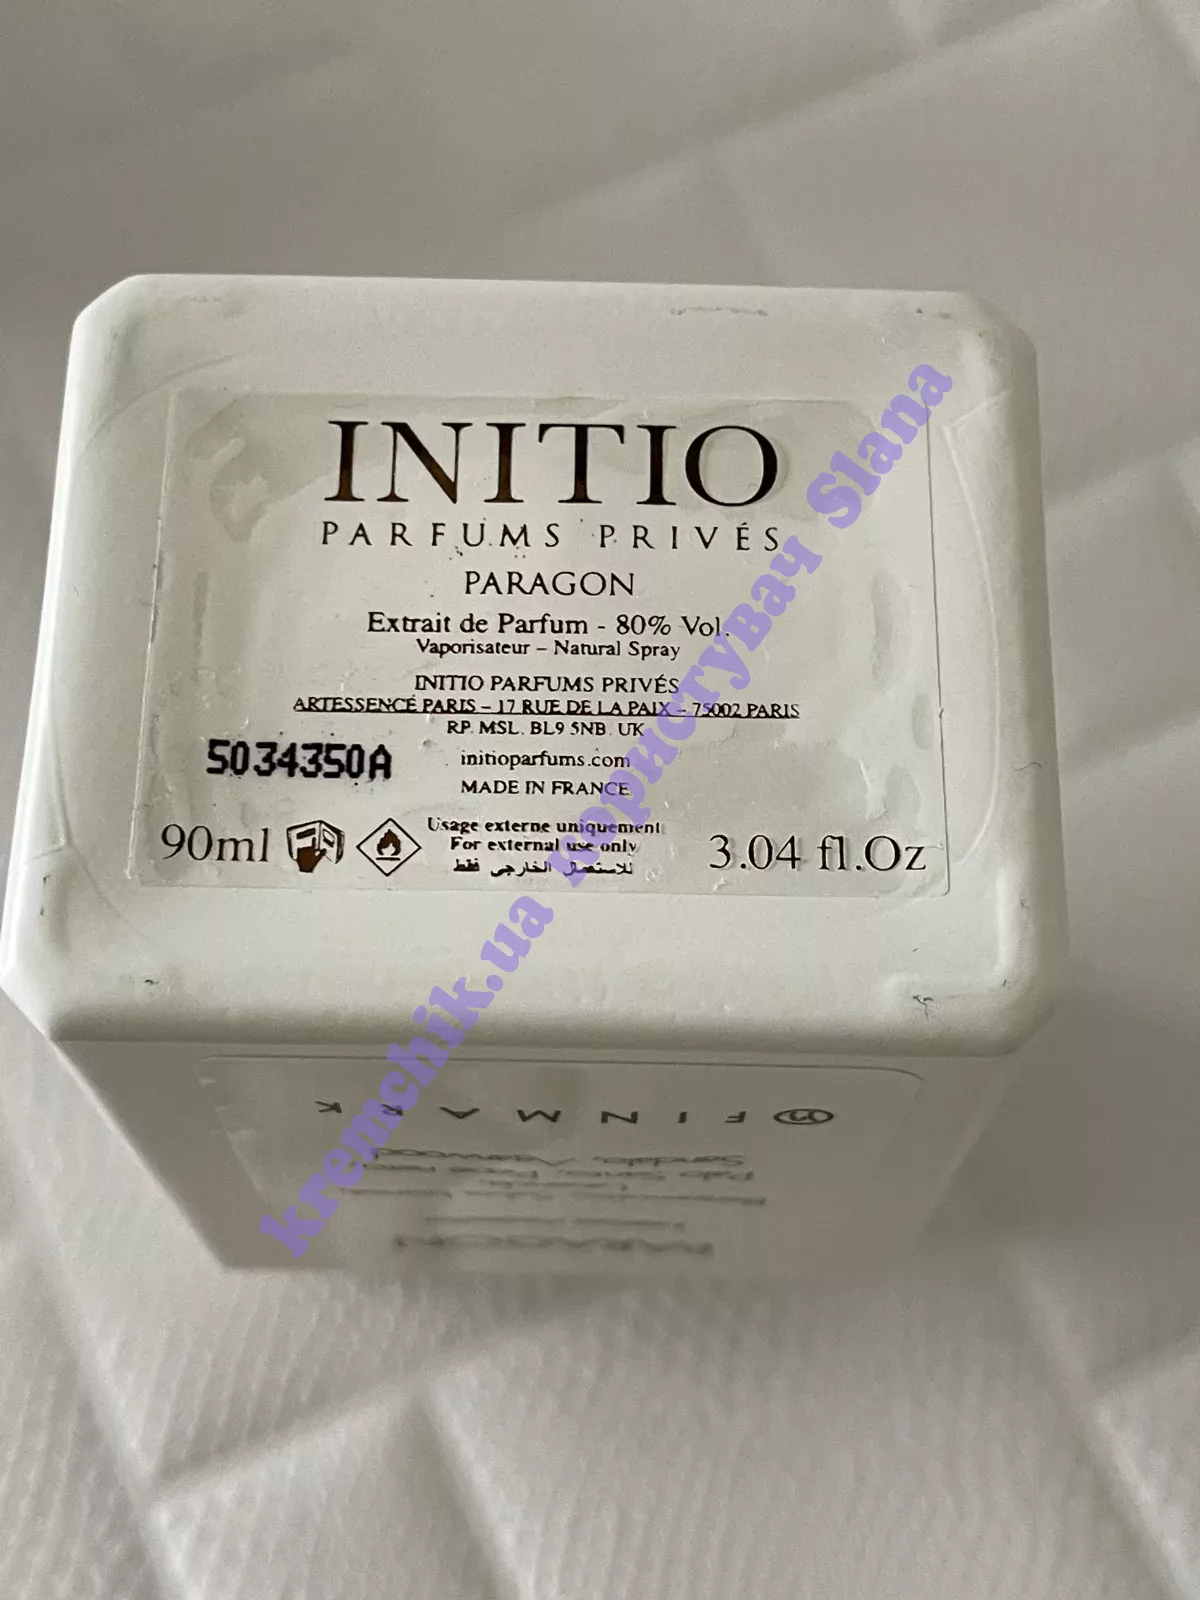 INITIO
PARFUMS PRIVÉS
PARAGON
Extrait de Parfum - 80% Vol.
Vaporisateur – Natural Spray
INITIO PARFUMS PRIVÉS
ARTESSENCE PARIS – 17 RUE DE LA PAIX – 75002 PARIS
RP. MSL. BL9 5NB. UK
5034350A
initioparfums.com
MADE IN FRANCE
90ml
Usage externe uniquement
For external use only
للاستعمال الخارجي فقط
3.04 fl.Oz
FINMARK
kremchik.ua користувач Slana